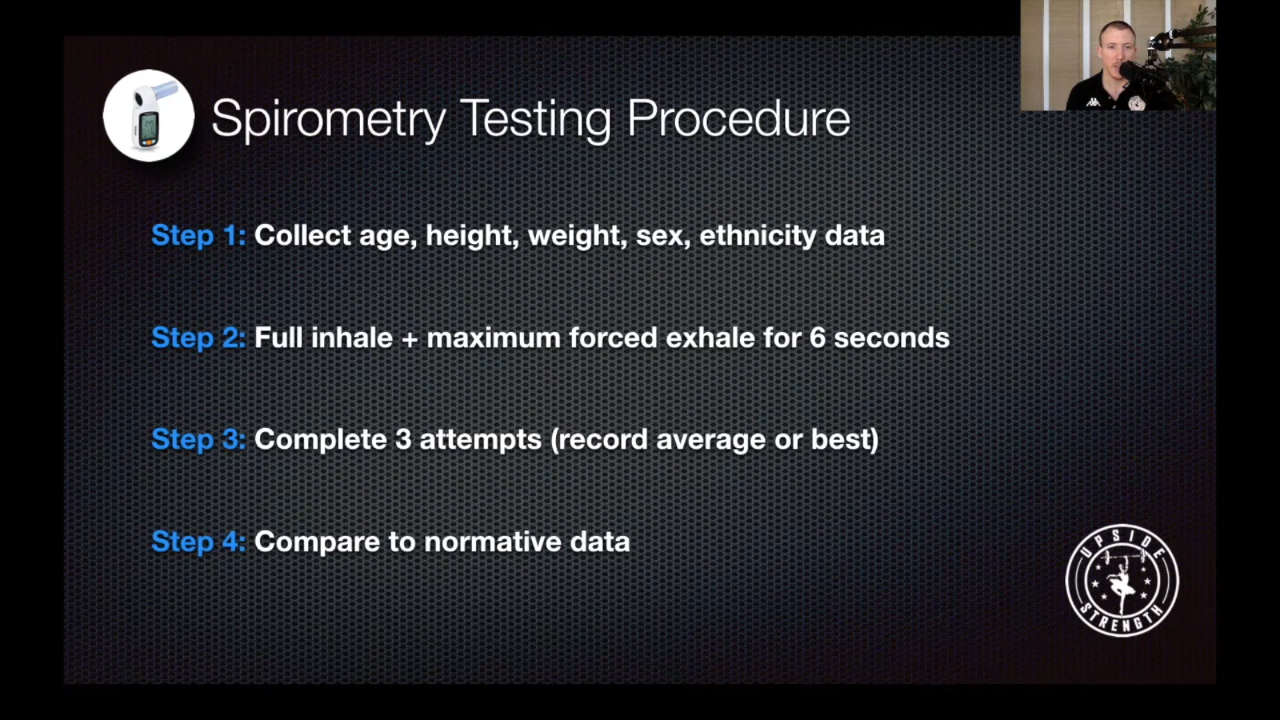 Spirometry Testing Procedure
Step 1: Collect age, height, weight, sex, ethnicity data
Step 2: Full inhale + maximum forced exhale for 6 seconds
Step 3: Complete 3 attempts (record average or best)
Step 4: Compare to normative data
UPSIDE
STRENGTH